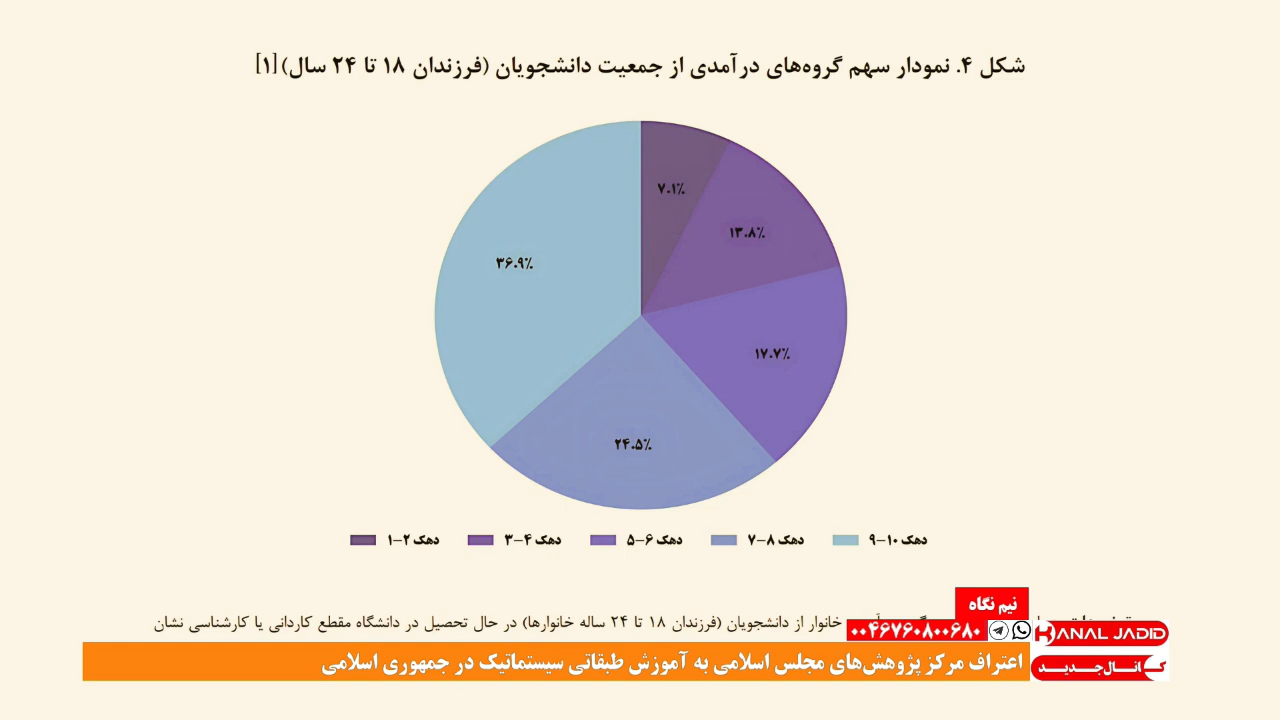 شکل ۴. نمودار سهم گروه‌های درآمدی از جمعیت دانشجویان (فرزندان ۱۸ تا ۲۴ سال)[۱]
۷.۱٪
۱۳.۸٪
۳۶.۹٪
۱۷.۷٪
۲۴.۵٪
دهک ۲-۱
دهک ۴-۳
دهک ۶-۵
دهک ۸-۷
دهک ۱۰-۹
نیم نگاه
خانوار از دانشجویان (فرزندان ۱۸ تا ۲۴ ساله خانوارها) در حال تحصیل در دانشگاه مقطع کاردانی یا کارشناسی نشان
۰۰۴۶۷۶۰۸۰۰۶۸۰
KANAL JADID
کانال جدید
اعتراف مرکز پژوهش‌های مجلس اسلامی به آموزش طبقاتی سیستماتیک در جمهوری اسلامی